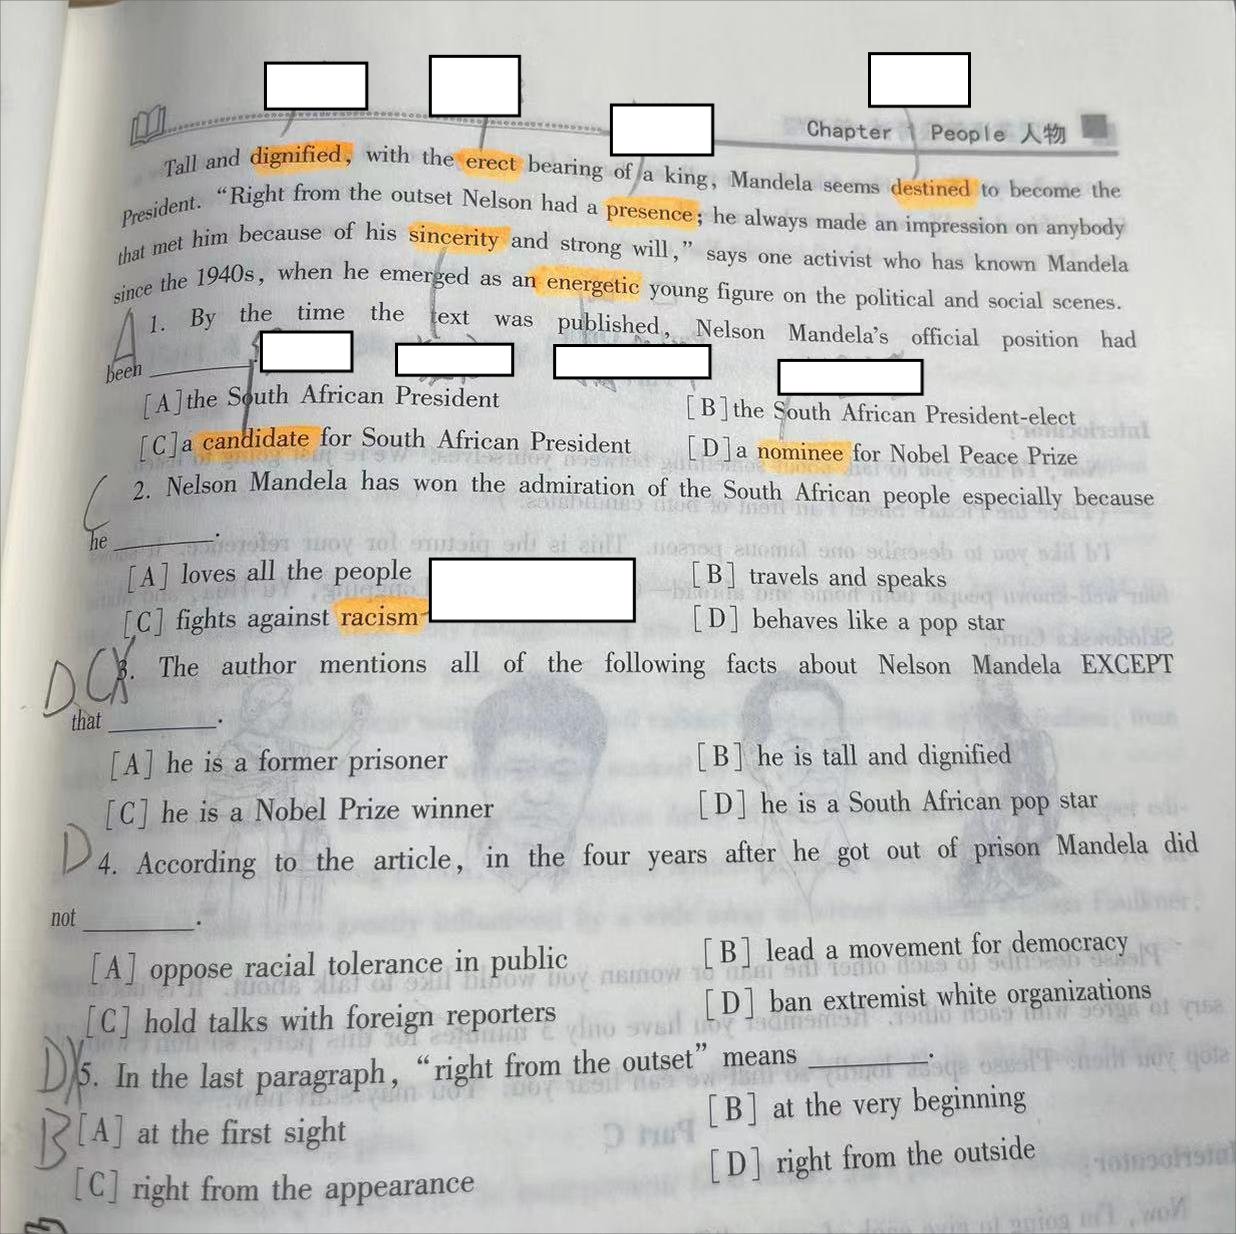 Chapter 1 People 人物
Tall and dignified, with the erect bearing of a king, Mandela seems destined to become the
President. “Right from the outset Nelson had a presence; he always made an impression on anybody
that met him because of his sincerity and strong will,” says one activist who has known Mandela
since the 1940s, when he emerged as an energetic young figure on the political and social scenes.
A
1. By the time the text was published, Nelson Mandela’s official position had
been ________.
[A]the South African President [B]the South African President-elect
[C]a candidate for South African President [D]a nominee for Nobel Peace Prize
C
2. Nelson Mandela has won the admiration of the South African people especially because
he ________.
[A] loves all the people [B] travels and speaks
[C] fights against racism [D] behaves like a pop star
D C
3. The author mentions all of the following facts about Nelson Mandela EXCEPT
that ________.
[A] he is a former prisoner [B] he is tall and dignified
[C] he is a Nobel Prize winner [D] he is a South African pop star
D
4. According to the article, in the four years after he got out of prison Mandela did
not ________.
[A] oppose racial tolerance in public [B] lead a movement for democracy
[C] hold talks with foreign reporters [D] ban extremist white organizations
D
5. In the last paragraph, “right from the outset” means ________.
B
[A] at the first sight [B] at the very beginning
[C] right from the appearance [D] right from the outside